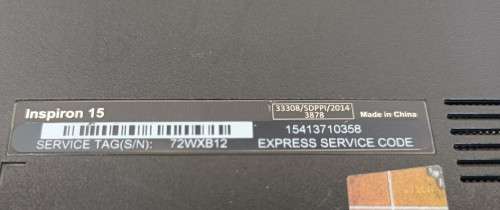 Inspiron 15
33308/SDPPI/2014
3878
Made in China
15413710358
SERVICE TAG(S/N): 72WXB12 EXPRESS SERVICE CODE